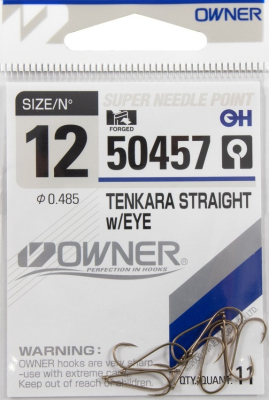 OWNER
SIZE/N°
SUPER NEEDLE POINT
12
FORGED
50457
Φ 0.485
TENKARA STRAIGHT
w/EYE
OWNER
PERFECTION IN HOOKS
WARNING:
OWNER hooks are very sharp
-use with extreme care.
Keep out of reach of children.
QTY./QUANT. 11